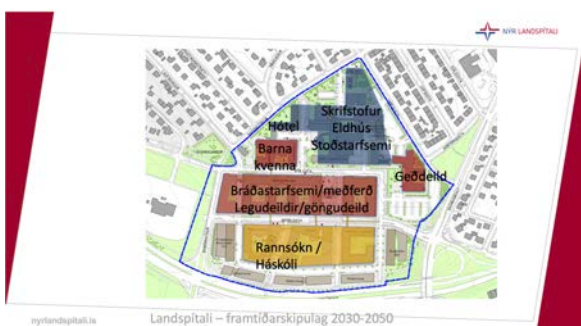 NÝR LANDSPÍTALI
Skrifstofur
Eldhús
Stoðstarfsemi
Hótel
Barna
kvenna
Geðdeild
Bráðastarfsemi/meðferð
Legudeildir/göngudeild
Rannsókn /
Háskóli
nyrlandspitali.is
Landspítali – framtíðarskipulag 2030-2050